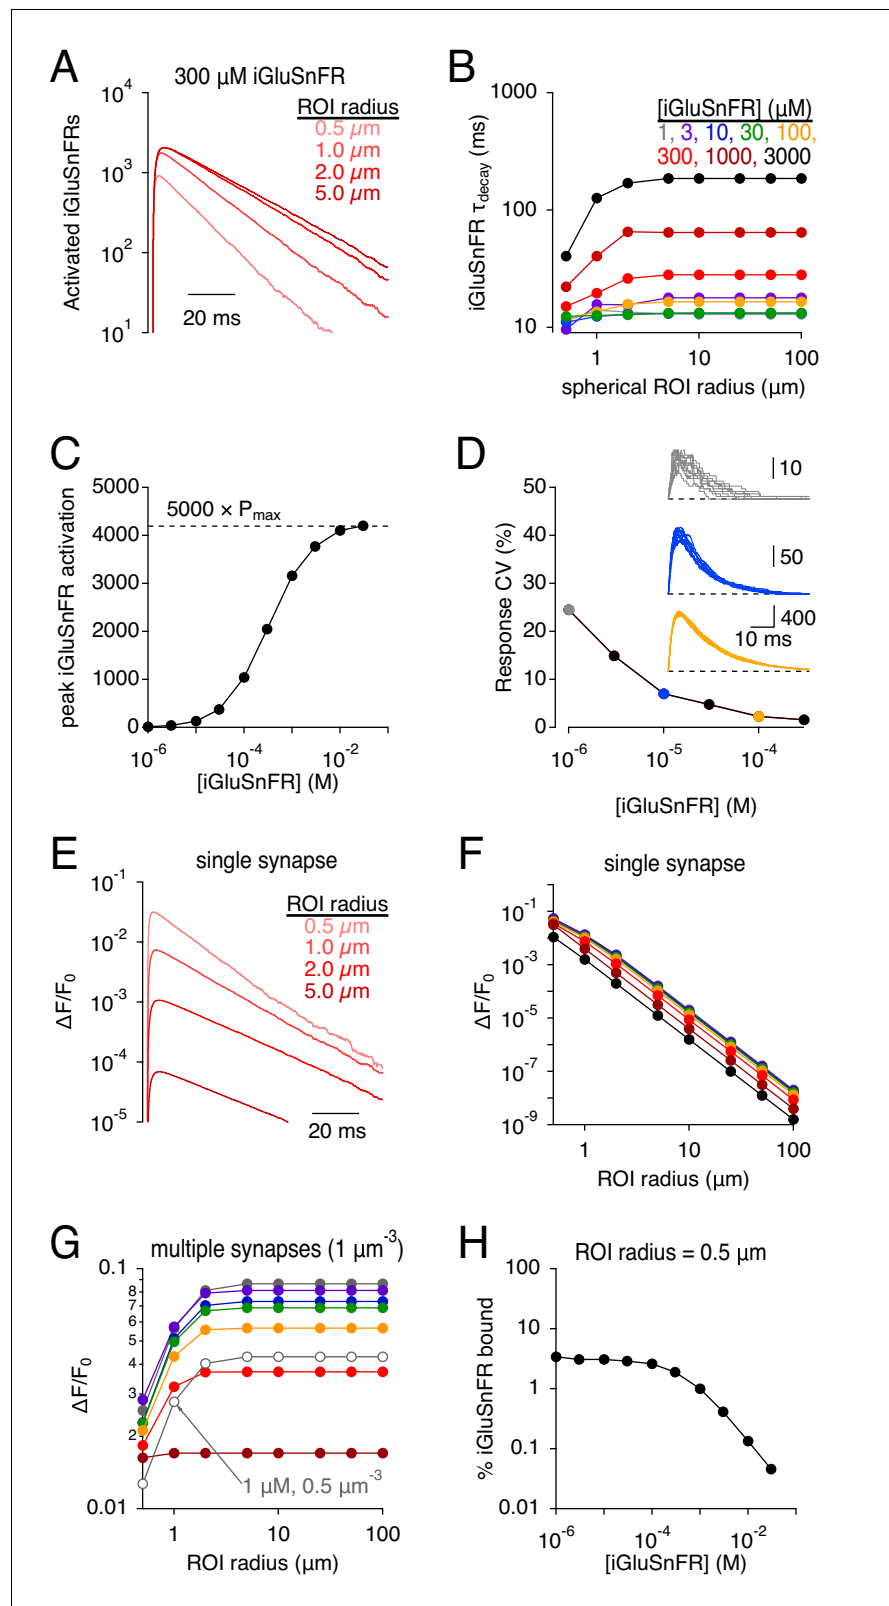 A
300 µM iGluSnFR
ROI radius
0.5 µm
1.0 µm
2.0 µm
5.0 µm
Activated iGluSnFRs
10⁴
10³
10²
10¹
20 ms
B
[iGluSnFR] (µM)
1, 3, 10, 30, 100,
300, 1000, 3000
iGluSnFR τdecay (ms)
1000
100
10
1
10
100
spherical ROI radius (µm)
C
5000 × Pmax
peak iGluSnFR activation
5000
4000
3000
2000
1000
0
10⁻⁶
10⁻⁴
10⁻²
[iGluSnFR] (M)
D
Response CV (%)
50
40
30
20
10
0
10
50
400
10 ms
10⁻⁶
10⁻⁵
10⁻⁴
[iGluSnFR] (M)
E
single synapse
ROI radius
0.5 µm
1.0 µm
2.0 µm
5.0 µm
ΔF/F₀
10⁻¹
10⁻²
10⁻³
10⁻⁴
10⁻⁵
20 ms
F
single synapse
ΔF/F₀
10⁻¹
10⁻³
10⁻⁵
10⁻⁷
10⁻⁹
1
10
100
ROI radius (µm)
G
multiple synapses (1 µm⁻³)
ΔF/F₀
0.1
8
7
6
5
4
3
2
0.01
1 µM, 0.5 µm⁻³
1
10
100
ROI radius (µm)
H
ROI radius = 0.5 µm
% iGluSnFR bound
100
10
1
0.1
0.01
10⁻⁶
10⁻⁴
10⁻²
[iGluSnFR] (M)